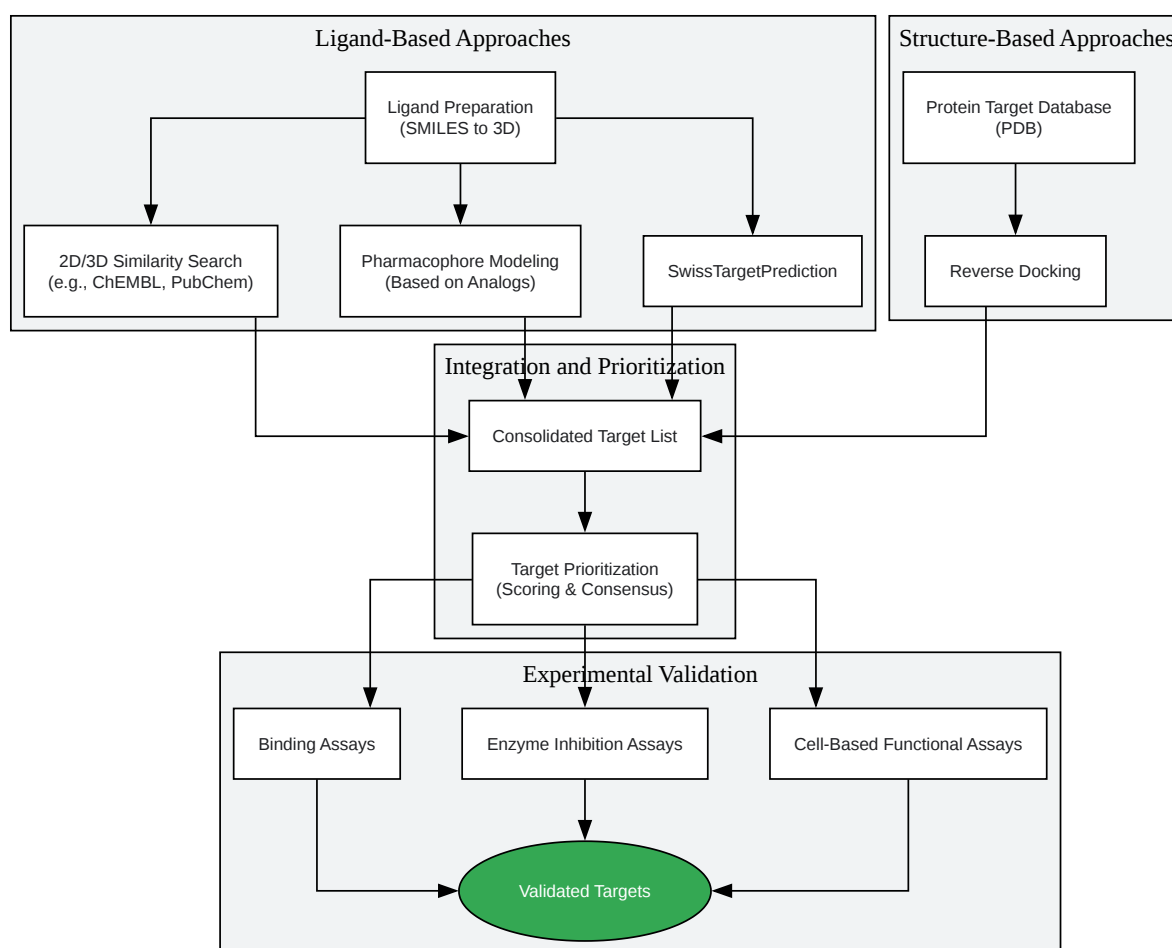 Ligand-Based Approaches
Structure-Based Approaches
Ligand Preparation
(SMILES to 3D)
Protein Target Database
(PDB)
2D/3D Similarity Search
(e.g., ChEMBL, PubChem)
Pharmacophore Modeling
(Based on Analogs)
SwissTargetPrediction
Reverse Docking
Integration and Prioritization
Consolidated Target List
Target Prioritization
(Scoring & Consensus)
Experimental Validation
Binding Assays
Enzyme Inhibition Assays
Cell-Based Functional Assays
Validated Targets